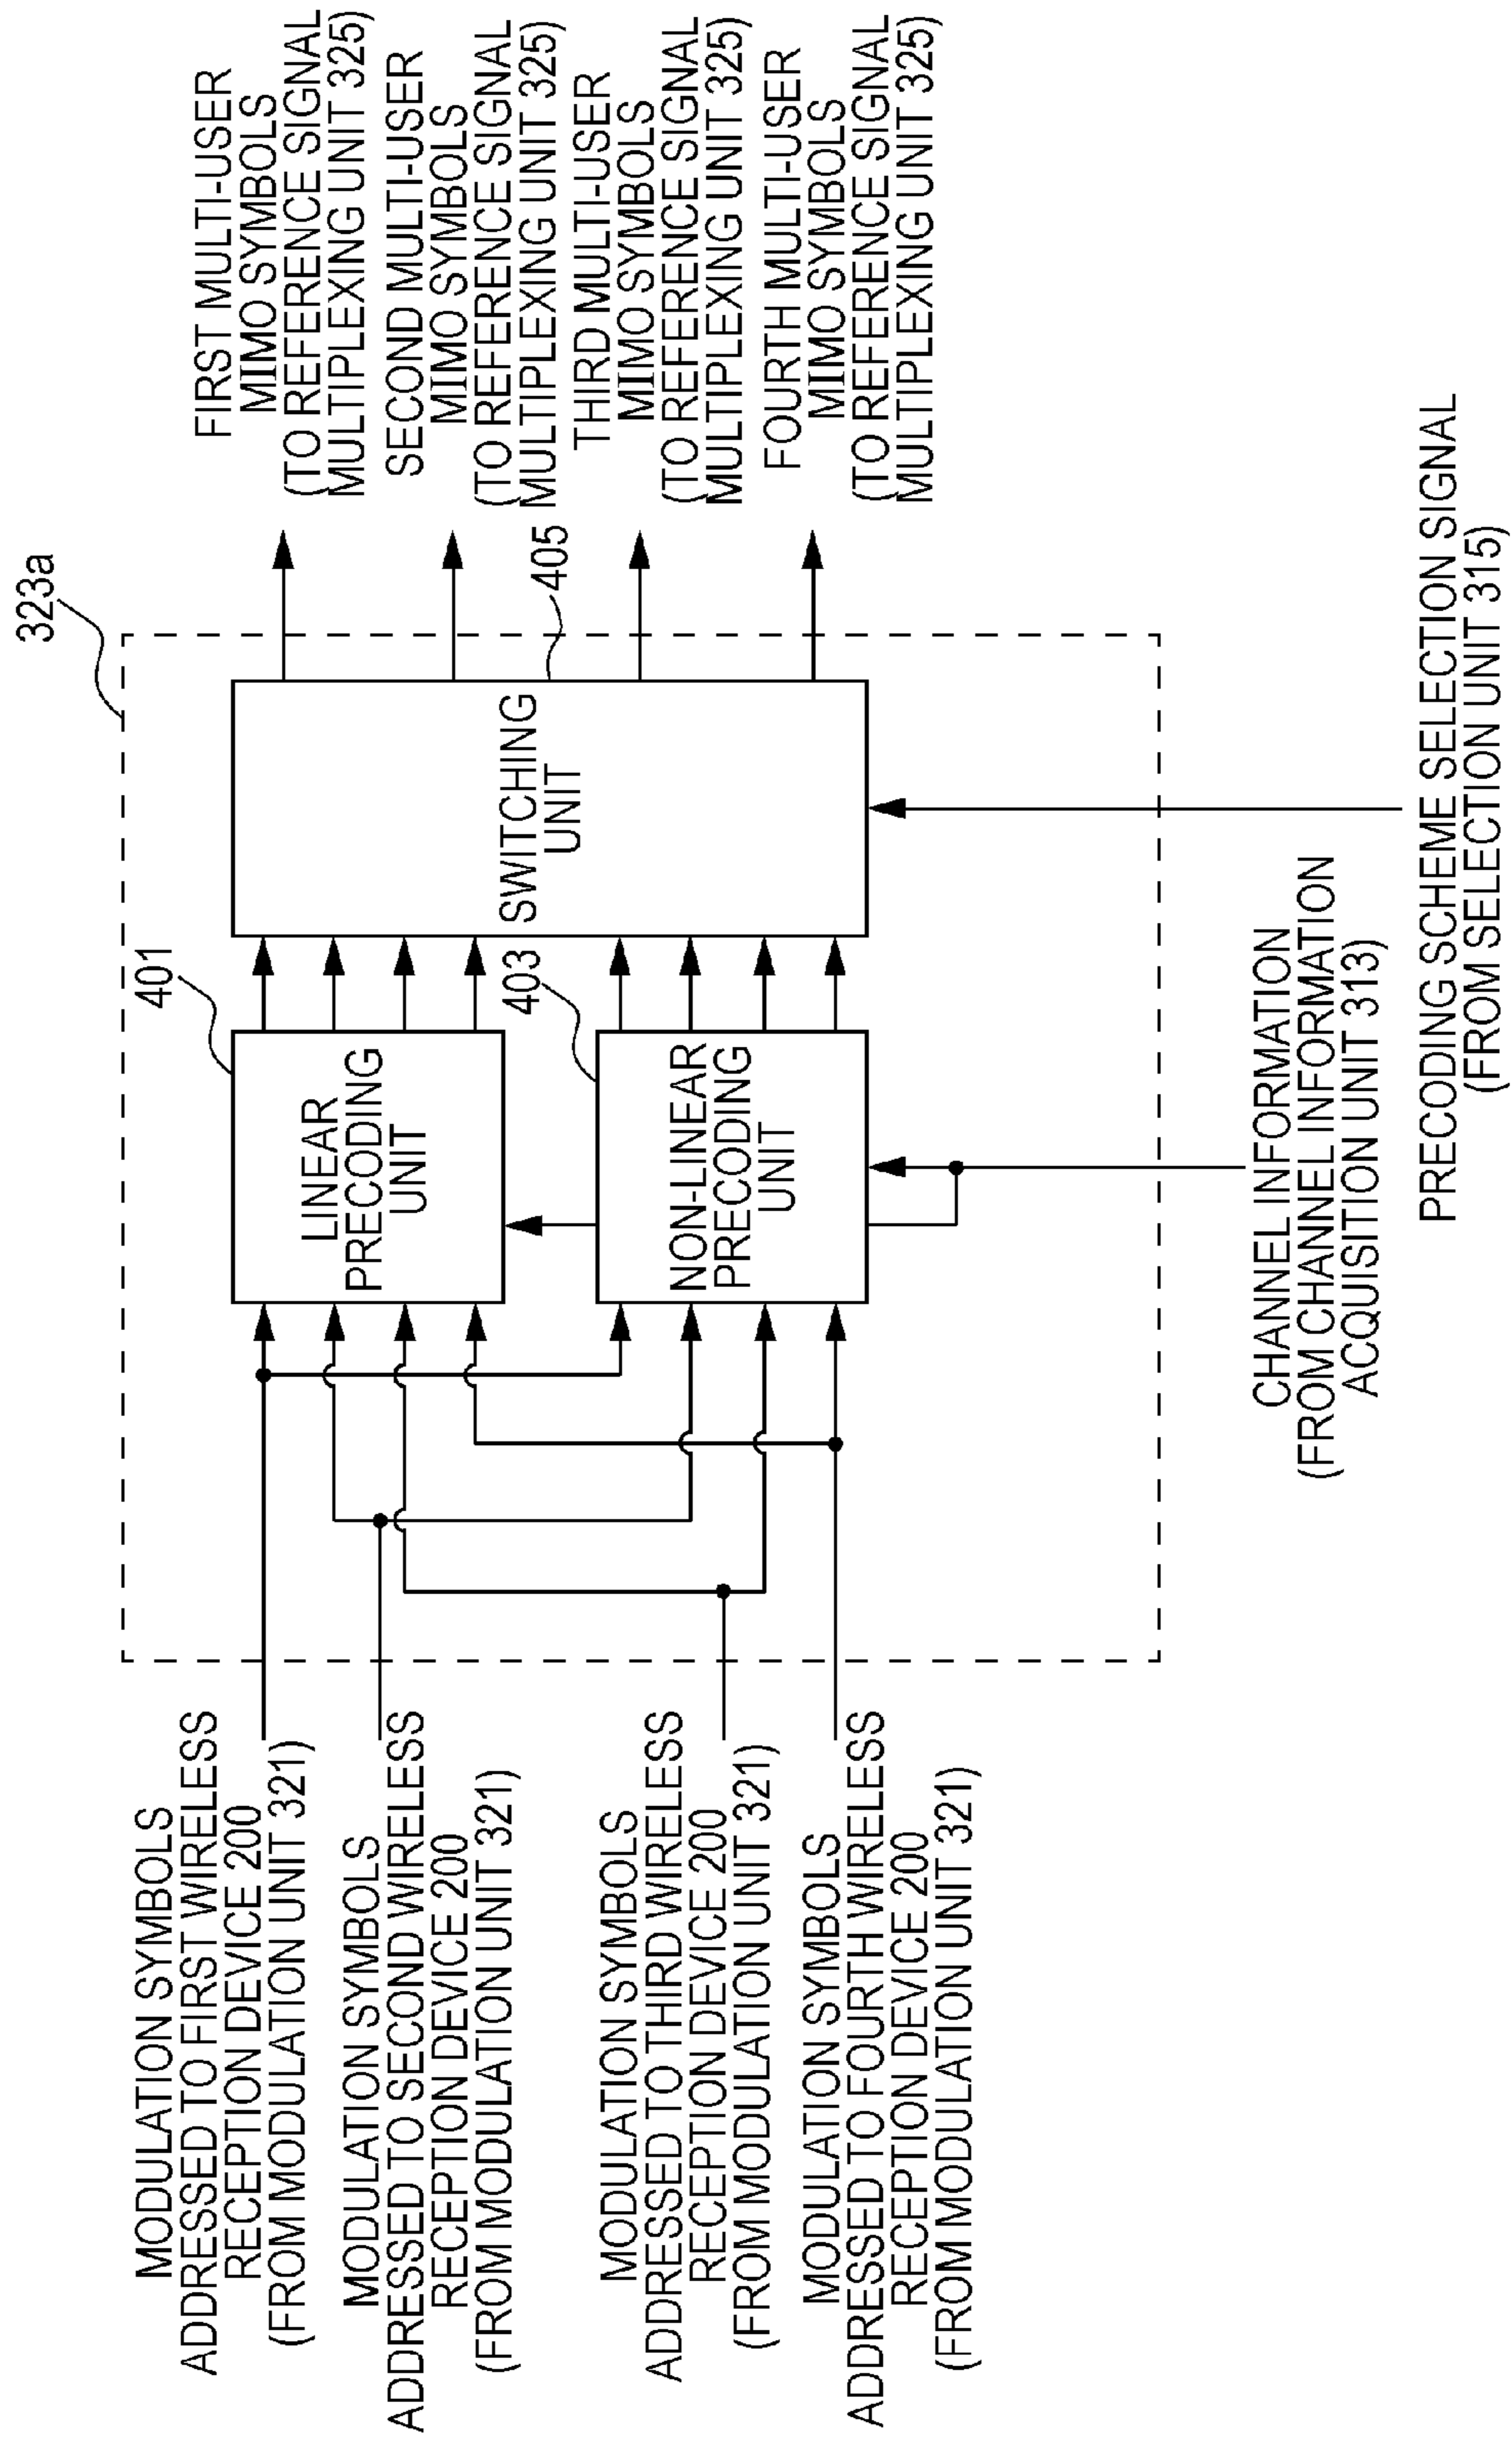 323a
MODULATION SYMBOLS
ADDRESSED TO FIRST WIRELESS
RECEPTION DEVICE 200
(FROM MODULATION UNIT 321)
MODULATION SYMBOLS
ADDRESSED TO SECOND WIRELESS
RECEPTION DEVICE 200
(FROM MODULATION UNIT 321)
MODULATION SYMBOLS
ADDRESSED TO THIRD WIRELESS
RECEPTION DEVICE 200
(FROM MODULATION UNIT 321)
MODULATION SYMBOLS
ADDRESSED TO FOURTH WIRELESS
RECEPTION DEVICE 200
(FROM MODULATION UNIT 321)
401
LINEAR
PRECODING
UNIT
403
NON-LINEAR
PRECODING
UNIT
SWITCHING
UNIT
405
FIRST MULTI-USER
MIMO SYMBOLS
(TO REFERENCE SIGNAL
MULTIPLEXING UNIT 325)
SECOND MULTI-USER
MIMO SYMBOLS
(TO REFERENCE SIGNAL
MULTIPLEXING UNIT 325)
THIRD MULTI-USER
MIMO SYMBOLS
(TO REFERENCE SIGNAL
MULTIPLEXING UNIT 325)
FOURTH MULTI-USER
MIMO SYMBOLS
(TO REFERENCE SIGNAL
MULTIPLEXING UNIT 325)
CHANNEL INFORMATION
(FROM CHANNEL INFORMATION
ACQUISITION UNIT 313)
PRECODING SCHEME SELECTION SIGNAL
(FROM SELECTION UNIT 315)